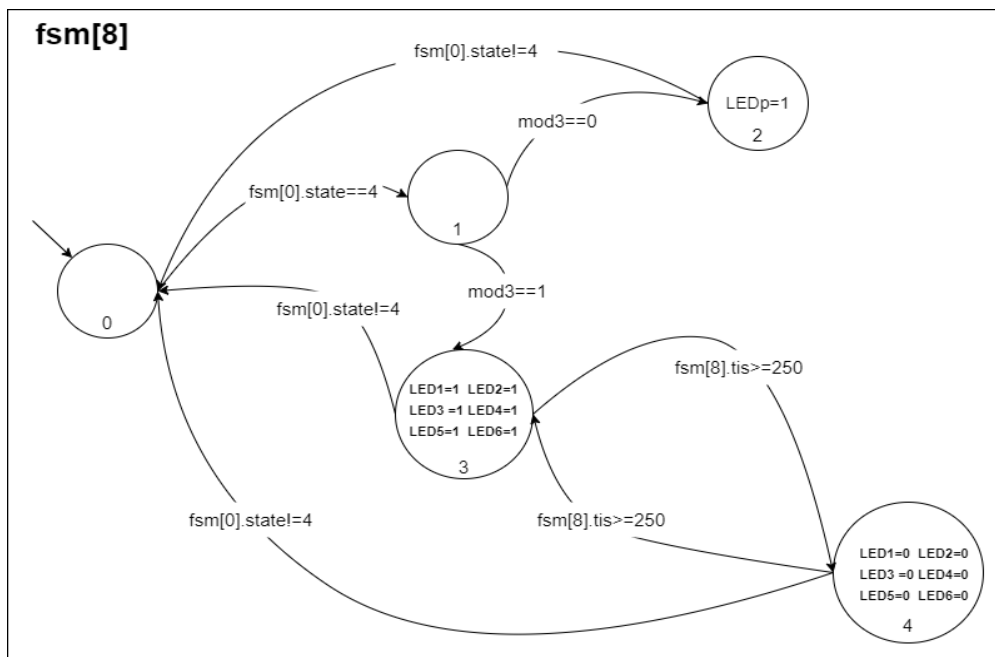 fsm[8]
fsm[0].state!=4
LEDp=1
2
mod3==0
fsm[0].state==4
1
0
mod3==1
fsm[0].state!=4
LED1=1 LED2=1
LED3 =1 LED4=1
LED5=1 LED6=1
3
fsm[8].tis>=250
fsm[0].state!=4
fsm[8].tis>=250
LED1=0 LED2=0
LED3 =0 LED4=0
LED5=0 LED6=0
4